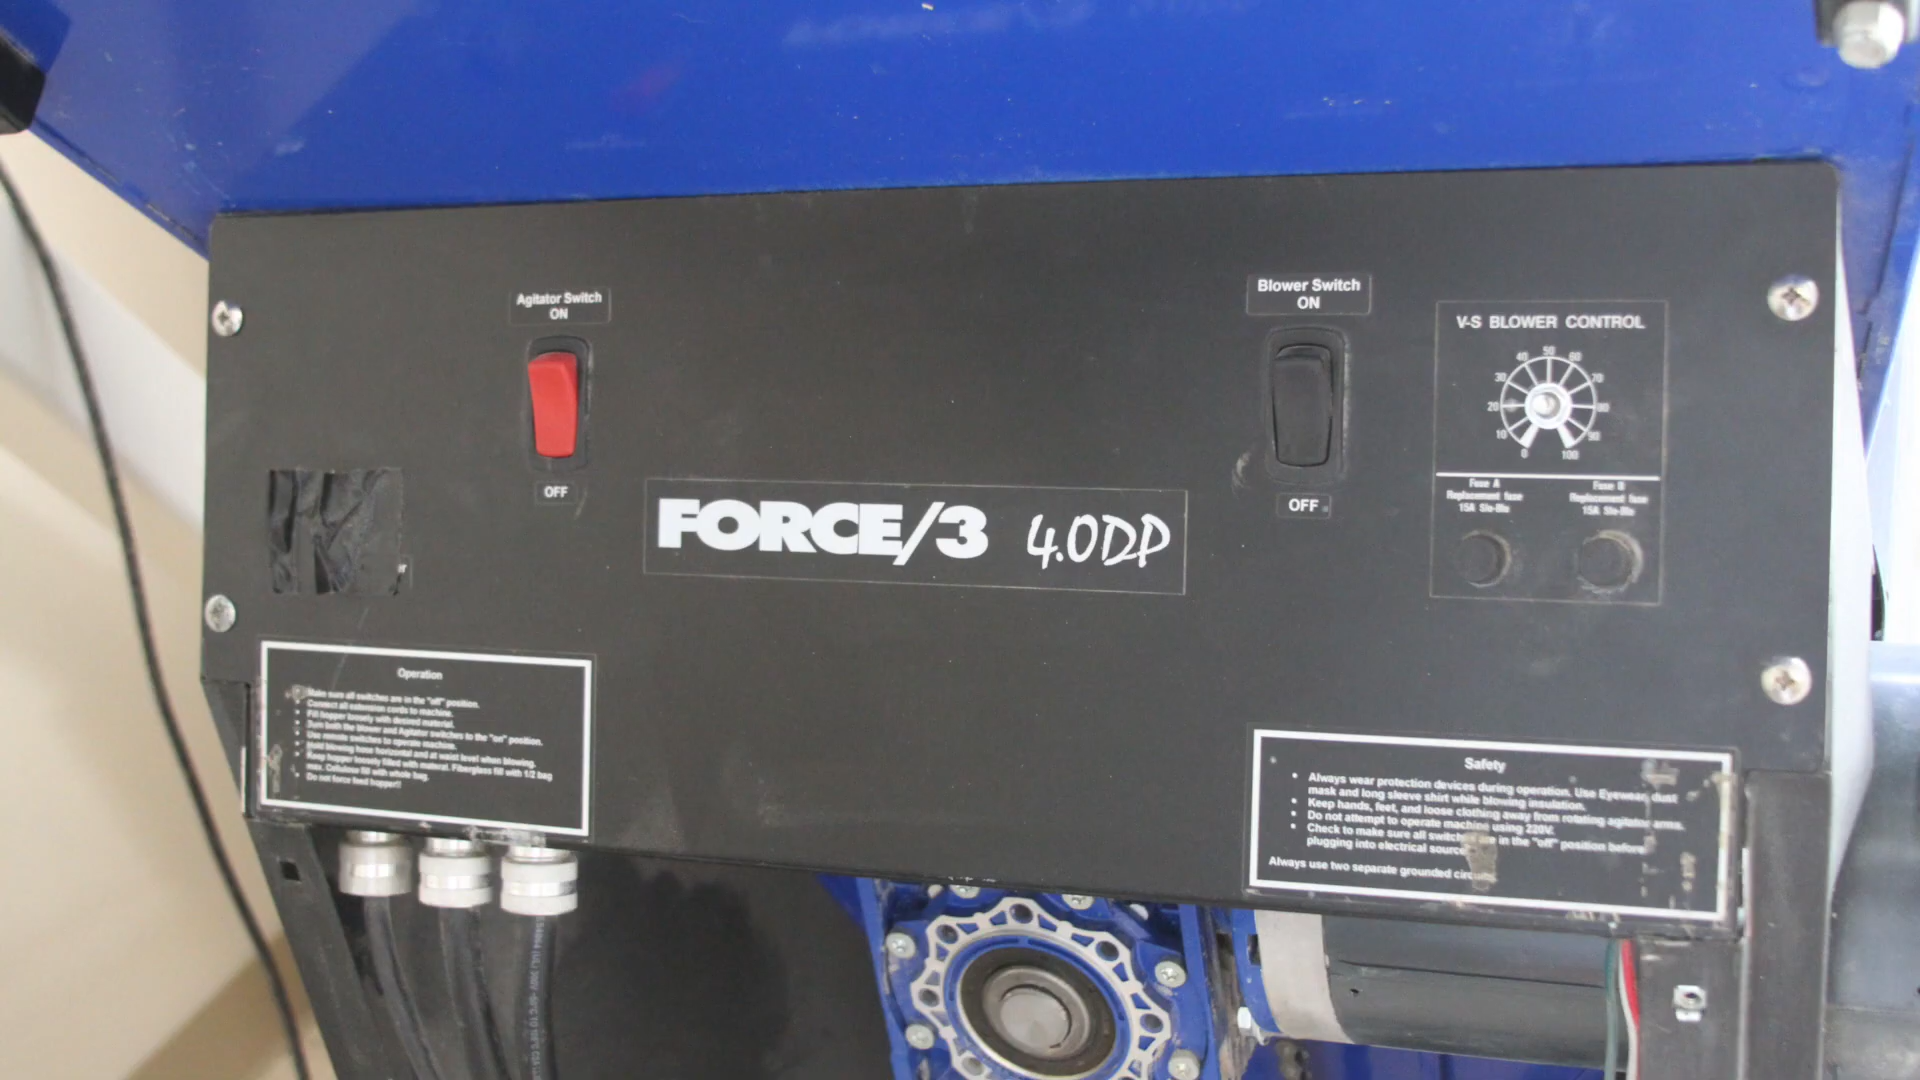 Agitator Switch
ON
OFF
Blower Switch
ON
OFF
V-S BLOWER CONTROL
0 10 20 30 40 50 60 70 80 90 100
Fuse A
Replacement fuse
15A Slo-Blo
Fuse B
Replacement fuse
15A Slo-Blo
FORCE/3 4.0DP
Operation
• Make sure all switches are in the "off" position.
• Connect all extension cords to machine.
• Fill hopper loosely with desired material.
• Turn both the blower and Agitator switches to the "on" position.
• Use remote switches to operate machine.
• Hold blowing hose horizontal and at waist level when blowing.
• Keep hopper loosely filled with material. Fiberglass fill with 1/2 bag
max. Cellulose fill with whole bag.
• Do not force feed hopper!!
Safety
• Always wear protection devices during operation. Use Eyewear, dust
mask and long sleeve shirt while blowing insulation.
• Keep hands, feet, and loose clothing away from rotating agitator arms.
• Do not attempt to operate machine using 220V.
• Check to make sure all switches are in the "off" position before
plugging into electrical source.
Always use two separate grounded circuits